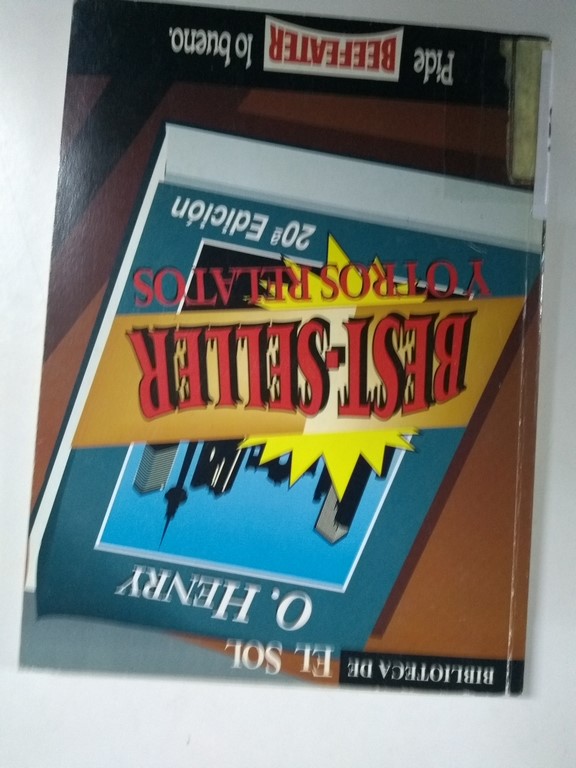 BIBLIOTECA DE EL SOL
O. HENRY
BEST-SELLER
Y OTROS RELATOS
20ª Edición
Pide BEEFEATER lo bueno.